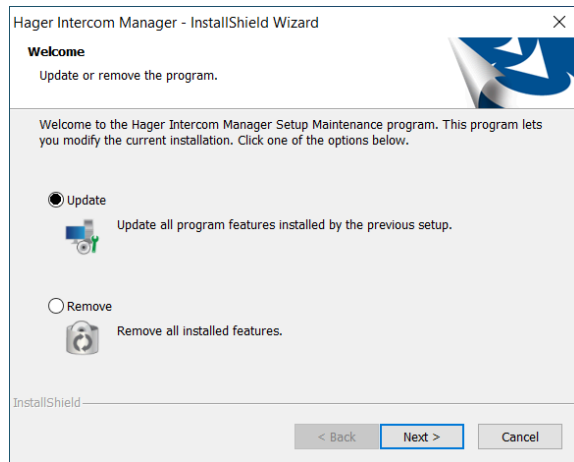 Hager Intercom Manager - InstallShield Wizard
Welcome
Update or remove the program.
Welcome to the Hager Intercom Manager Setup Maintenance program. This program lets
you modify the current installation. Click one of the options below.
Update
Update all program features installed by the previous setup.
Remove
Remove all installed features.
InstallShield
< Back Next > Cancel